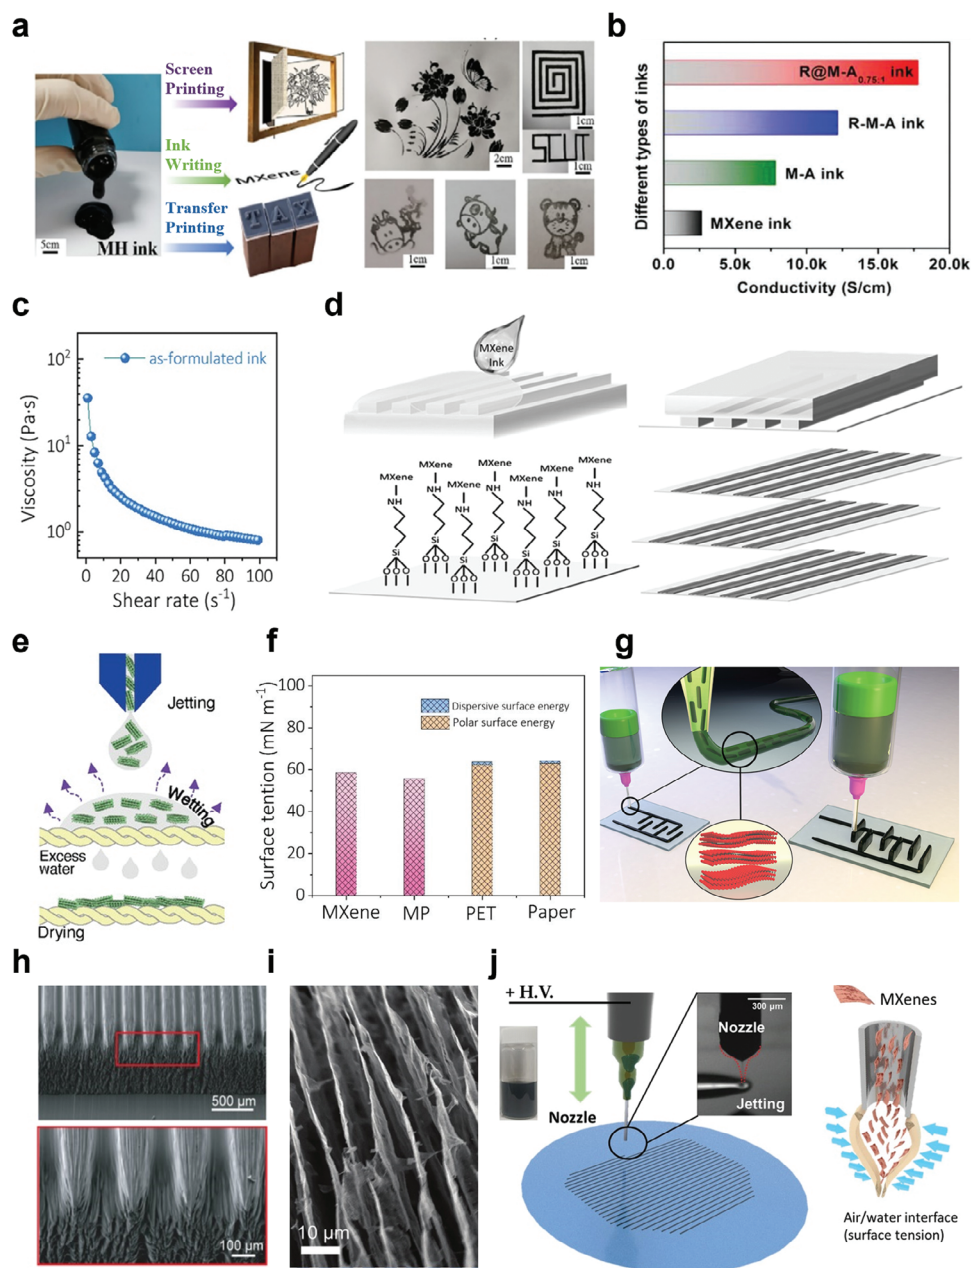 a
Screen
Printing
Ink
Writing
MXene
Transfer
Printing
TAX
5cm
MH ink
2cm
1cm
SCUT
1cm
1cm
1cm
1cm
b
Different types of inks
R@M-A0.75:1 ink
R-M-A ink
M-A ink
MXene ink
0.0 5.0k 10.0k 15.0k 20.0k
Conductivity (S/cm)
c
as-formulated ink
Viscosity (Pa·s)
10²
10¹
10⁰
0 20 40 60 80 100
Shear rate (s⁻¹)
d
MXene
Ink
MXene MXene MXene MXene MXene MXene MXene
NH NH NH NH NH NH NH
Si Si Si Si Si Si Si
O O O O O O O O O O O O O O O O O O O O O
e
Jetting
Wetting
Excess
water
Drying
f
Surface tention (mN m⁻¹)
100
80
60
40
20
0
Dispersive surface energy
Polar surface energy
MXene MP PET Paper
g
h
500 µm
100 µm
i
10 µm
j
+ H.V.
Nozzle
300 µm
Nozzle
Jetting
MXenes
Air/water interface
(surface tension)